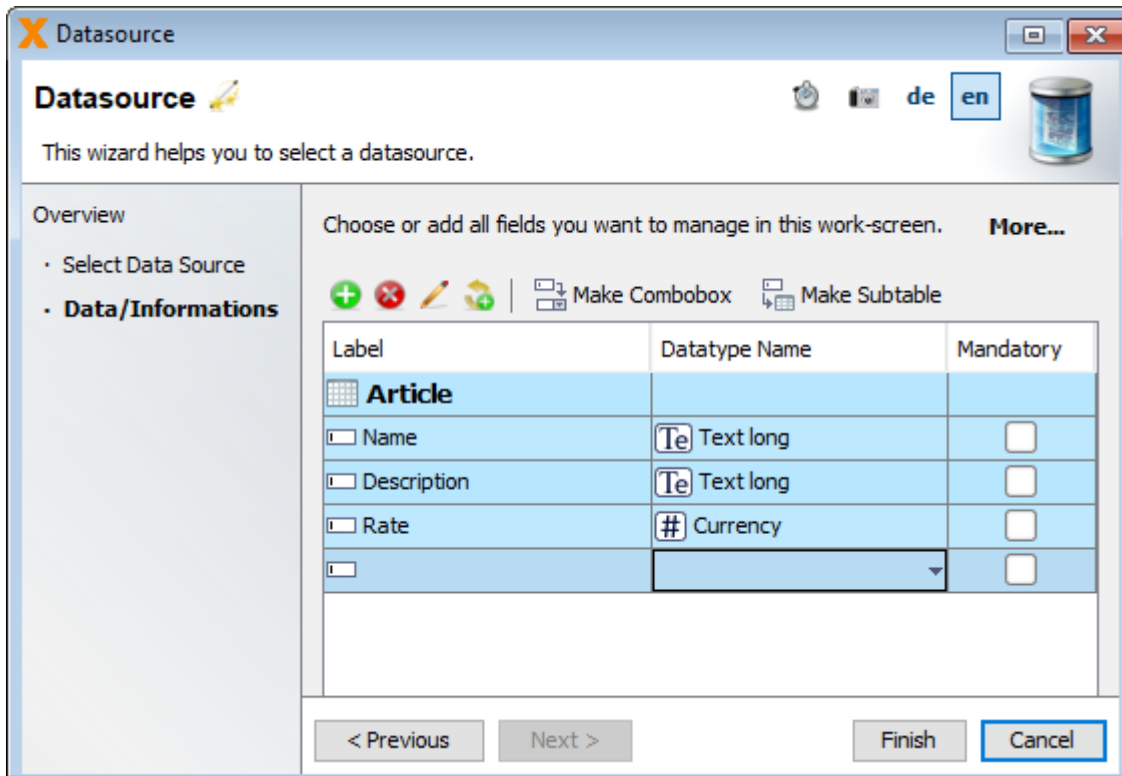 Datasource
Datasource
de en
This wizard helps you to select a datasource.
Overview
· Select Data Source
· Data/Informations
Choose or add all fields you want to manage in this work-screen. More...
Make Combobox Make Subtable
Label Datatype Name Mandatory
Article
Name Te Text long
Description Te Text long
Rate # Currency
< Previous Next > Finish Cancel